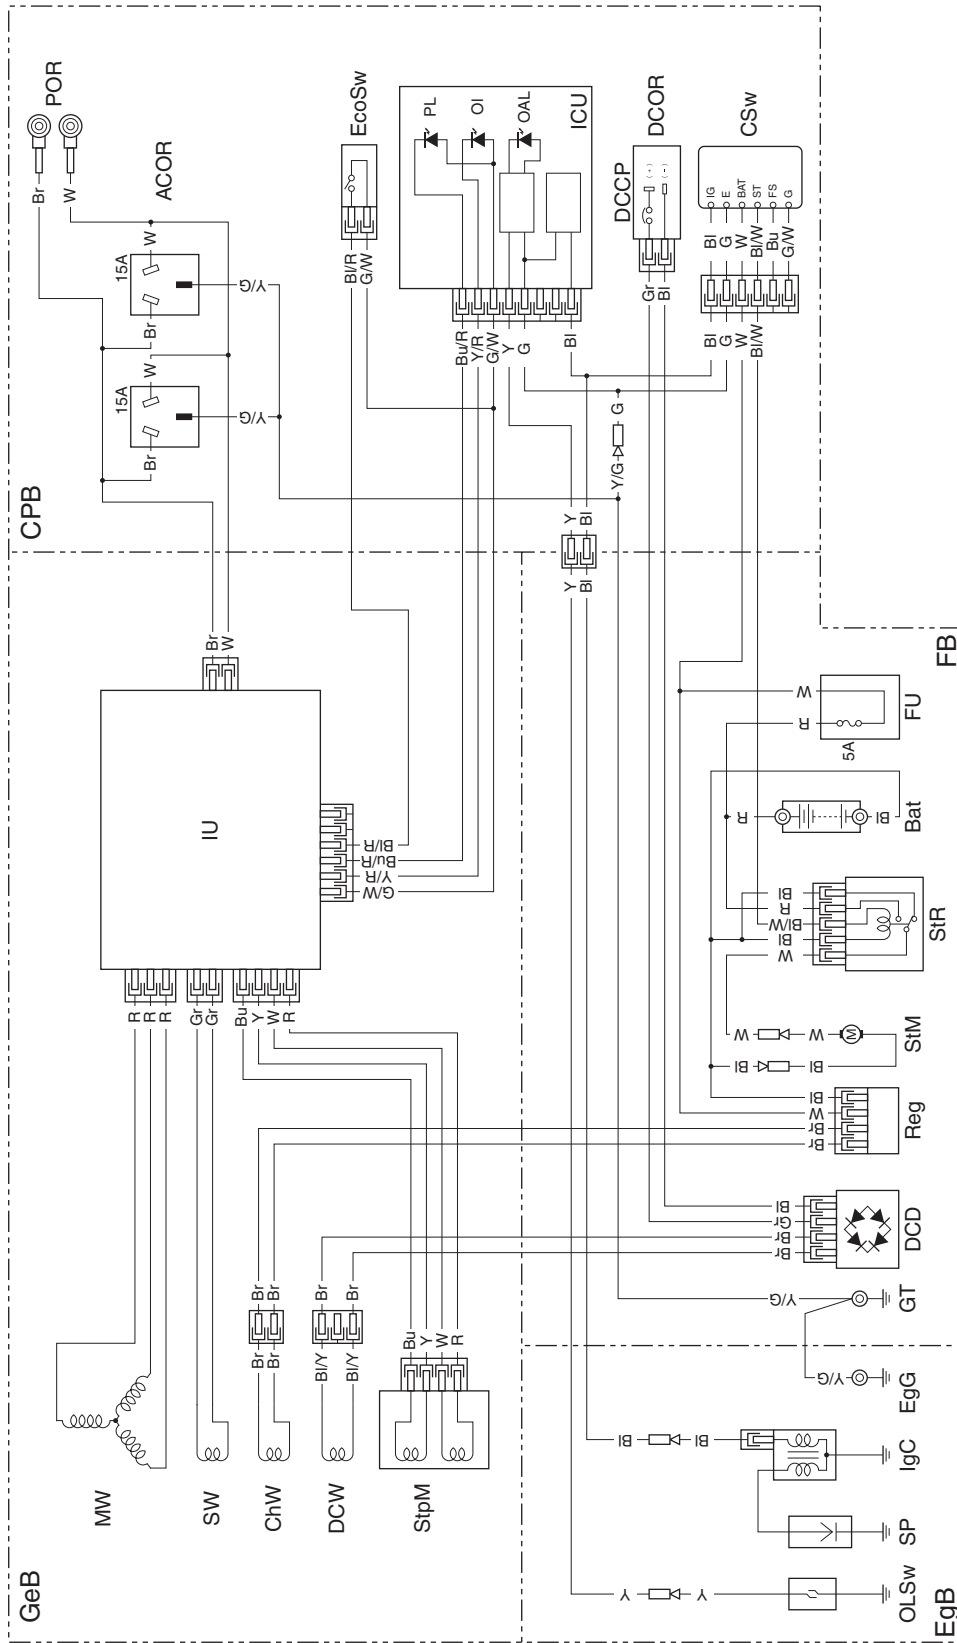 CPB
POR
Br
W
ACOR
W
15A
Br
Y/G
W
15A
Br
Y/G
EcoSw
Bl/R
G/W
PL
OI
OAL
ICU
Bu/R
Y/R
G/W
Y
G
Bl
DCOR
DCCP
(+)
(-)
Gr
Bl
CSw
IG
E
BAT
ST
FS
G
Bl
G
W
Bl/W
Bu
G/W
Bl
G
W
Bl/W
G
Y/G
Y
Bl
Y
Bl
Br
W
IU
Bl/R
Bu/R
Y/R
G/W
R
R
R
Gr
Gr
Bu
Y
W
R
FB
W
R
5A
FU
R
Bl
Bat
Bl
R
Bl/W
Bl
W
StR
W
W
M
StM
Bl
Bl
Bl
W
Br
Br
Reg
Bl
Gr
Br
Br
DCD
Y/G
GT
Br
Br
Br
Br
Br
Br
Bl/Y
Bl/Y
Bu
Y
W
R
GeB
MW
SW
ChW
DCW
StpM
Y/G
EgG
Bl
Bl
IgC
SP
Y
Y
OLSw
EgB